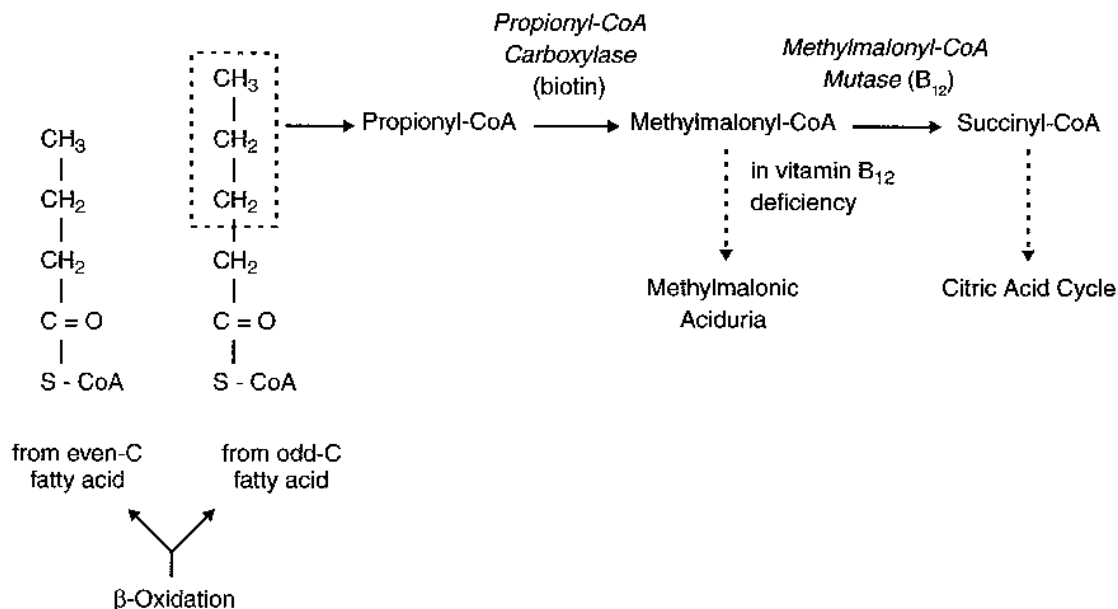 Propionyl-CoA
Carboxylase
(biotin)
Methylmalonyl-CoA
Mutase (B₁₂)
CH₃
CH₂
CH₂
CH₂
C = O
S - CoA
CH₃
CH₂
CH₂
C = O
S - CoA
Propionyl-CoA
Methylmalonyl-CoA
Succinyl-CoA
in vitamin B₁₂
deficiency
Methylmalonic
Aciduria
Citric Acid Cycle
from even-C
fatty acid
from odd-C
fatty acid
β-Oxidation